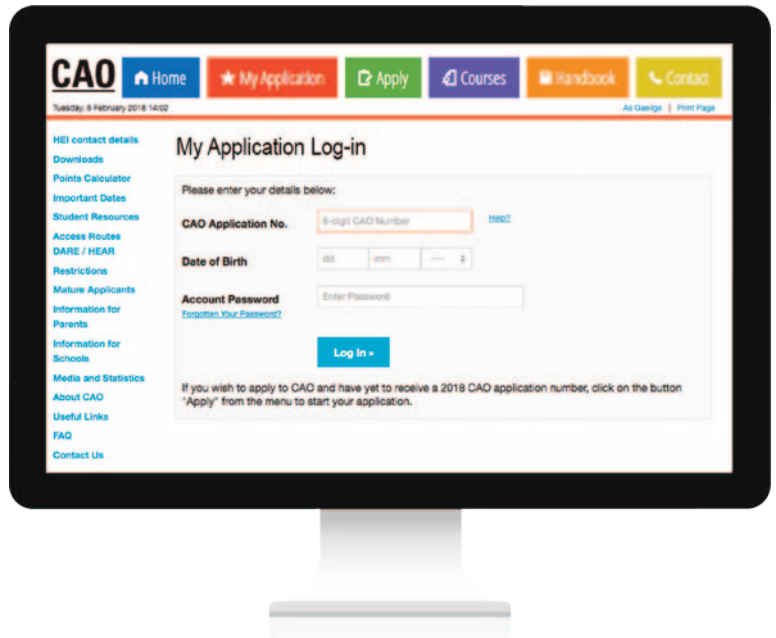 CAO
Home
My Application
Apply
Courses
Handbook
Contact
Tuesday, 6 February 2018 14:02
As Gaeilge | Print Page
HEI contact details
Downloads
Points Calculator
Important Dates
Student Resources
Access Routes
DARE / HEAR
Restrictions
Mature Applicants
Information for
Parents
Information for
Schools
Media and Statistics
About CAO
Useful Links
FAQ
Contact Us
My Application Log-in
Please enter your details below:
CAO Application No. 8-digit CAO Number Help?
Date of Birth dd mm ----
Account Password Enter Password
Forgotten Your Password?
Log In »
If you wish to apply to CAO and have yet to receive a 2018 CAO application number, click on the button
"Apply" from the menu to start your application.